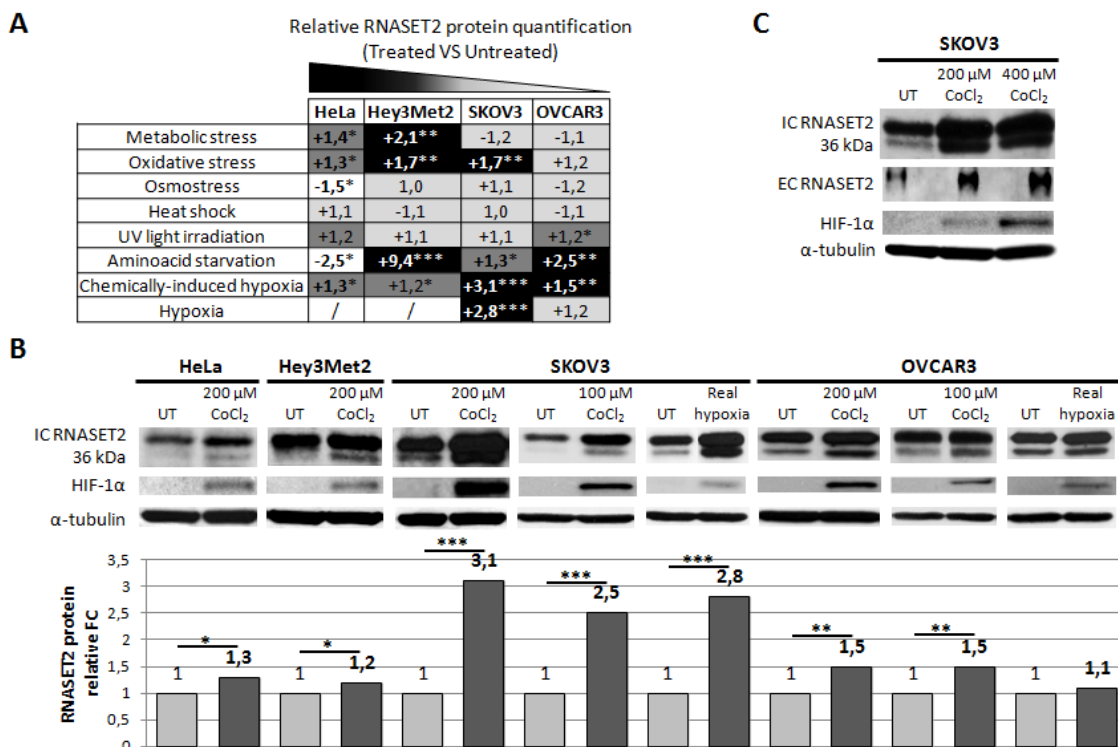 A
Relative RNASET2 protein quantification
(Treated VS Untreated)
HeLa Hey3Met2 SKOV3 OVCAR3
Metabolic stress +1,4* +2,1** -1,2 -1,1
Oxidative stress +1,3* +1,7** +1,7** +1,2
Osmostress -1,5* 1,0 +1,1 -1,2
Heat shock +1,1 -1,1 1,0 -1,1
UV light irradiation +1,2 +1,1 +1,1 +1,2*
Aminoacid starvation -2,5* +9,4*** +1,3* +2,5**
Chemically-induced hypoxia +1,3* +1,2* +3,1*** +1,5**
Hypoxia / / +2,8*** +1,2
C
SKOV3
200 µM 400 µM
UT CoCl₂ CoCl₂
IC RNASET2
36 kDa
EC RNASET2
HIF-1α
α-tubulin
B
HeLa Hey3Met2 SKOV3 OVCAR3
200 µM 200 µM 200 µM 100 µM Real 200 µM 100 µM Real
UT CoCl₂ UT CoCl₂ UT CoCl₂ UT CoCl₂ UT hypoxia UT CoCl₂ UT CoCl₂ UT hypoxia
IC RNASET2
36 kDa
HIF-1α
α-tubulin
RNASET2 protein
relative FC
3,5
3
2,5
2
1,5
1
0,5
0
* * *** *** *** ** **
1 1,3 1 1,2 1 3,1 1 2,5 1 2,8 1 1,5 1 1,5 1 1,1